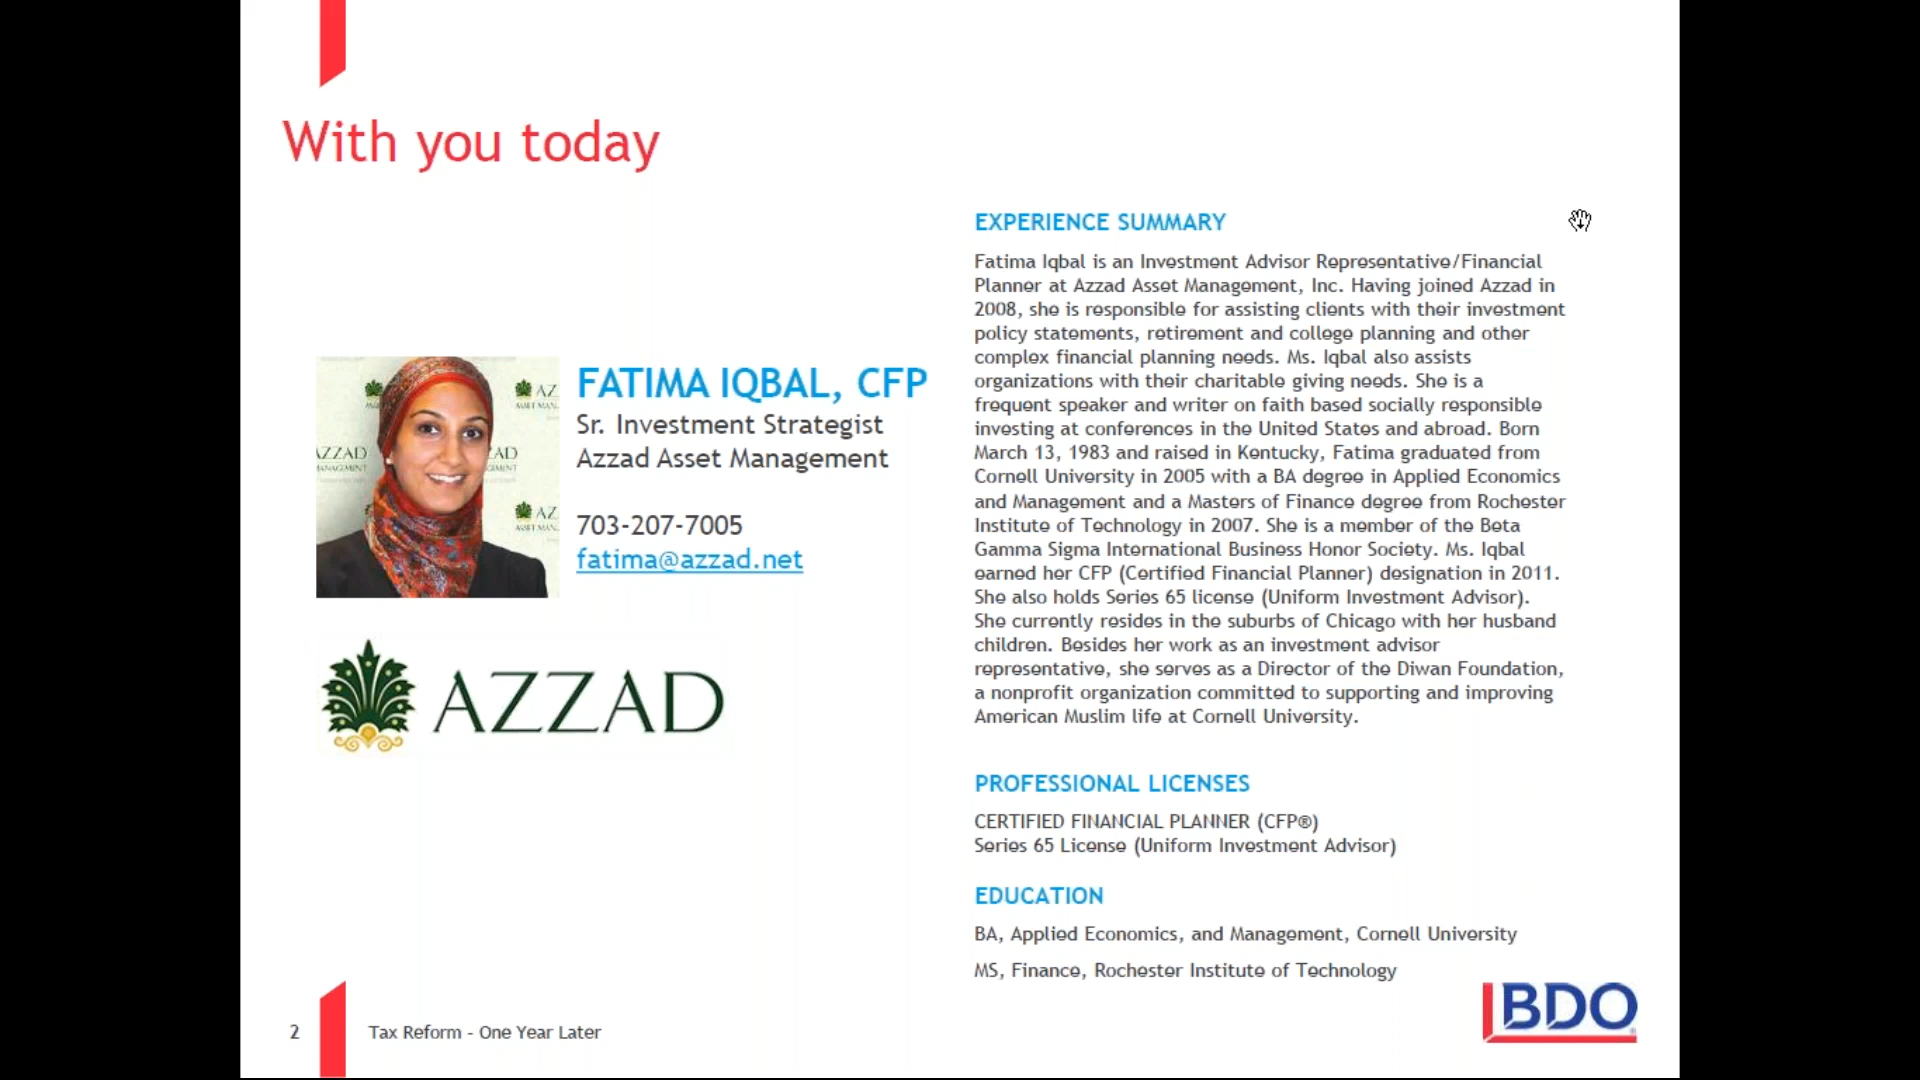 With you today
FATIMA IQBAL, CFP
Sr. Investment Strategist
Azzad Asset Management
703-207-7005
fatima@azzad.net
AZZAD
EXPERIENCE SUMMARY
Fatima Iqbal is an Investment Advisor Representative/Financial
Planner at Azzad Asset Management, Inc. Having joined Azzad in
2008, she is responsible for assisting clients with their investment
policy statements, retirement and college planning and other
complex financial planning needs. Ms. Iqbal also assists
organizations with their charitable giving needs. She is a
frequent speaker and writer on faith based socially responsible
investing at conferences in the United States and abroad. Born
March 13, 1983 and raised in Kentucky, Fatima graduated from
Cornell University in 2005 with a BA degree in Applied Economics
and Management and a Masters of Finance degree from Rochester
Institute of Technology in 2007. She is a member of the Beta
Gamma Sigma International Business Honor Society. Ms. Iqbal
earned her CFP (Certified Financial Planner) designation in 2011.
She also holds Series 65 license (Uniform Investment Advisor).
She currently resides in the suburbs of Chicago with her husband
children. Besides her work as an investment advisor
representative, she serves as a Director of the Diwan Foundation,
a nonprofit organization committed to supporting and improving
American Muslim life at Cornell University.
PROFESSIONAL LICENSES
CERTIFIED FINANCIAL PLANNER (CFP®)
Series 65 License (Uniform Investment Advisor)
EDUCATION
BA, Applied Economics, and Management, Cornell University
MS, Finance, Rochester Institute of Technology
2
Tax Reform - One Year Later
BDO